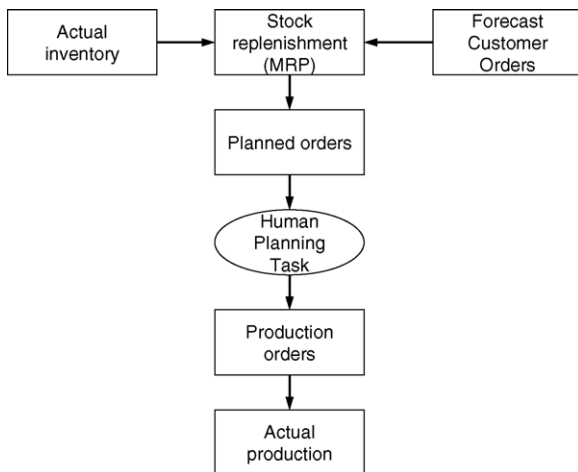 Actual
inventory
Stock
replenishment
(MRP)
Forecast
Customer
Orders
Planned orders
Human
Planning
Task
Production
orders
Actual
production